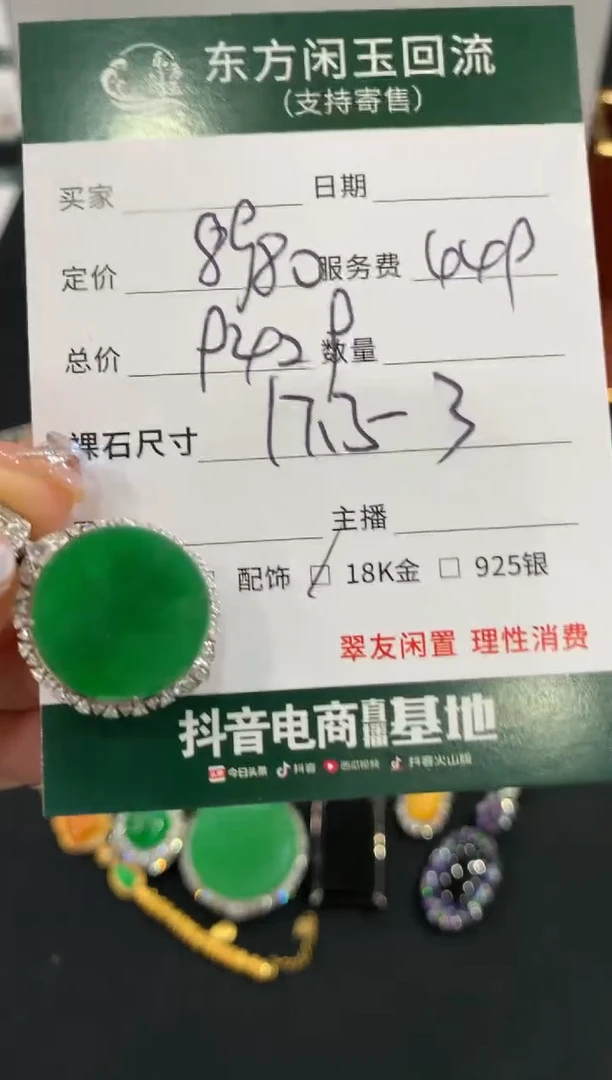 东方闲玉回流
(支持寄售)
买家 日期
定价 8980 服务费 449
总价 9429 数量
裸石尺寸 17.3-3
主播
配饰 □ 18K金 □ 925银
翠友闲置 理性消费
抖音电商直播基地
今日头条 抖音 西瓜视频 抖音火山版